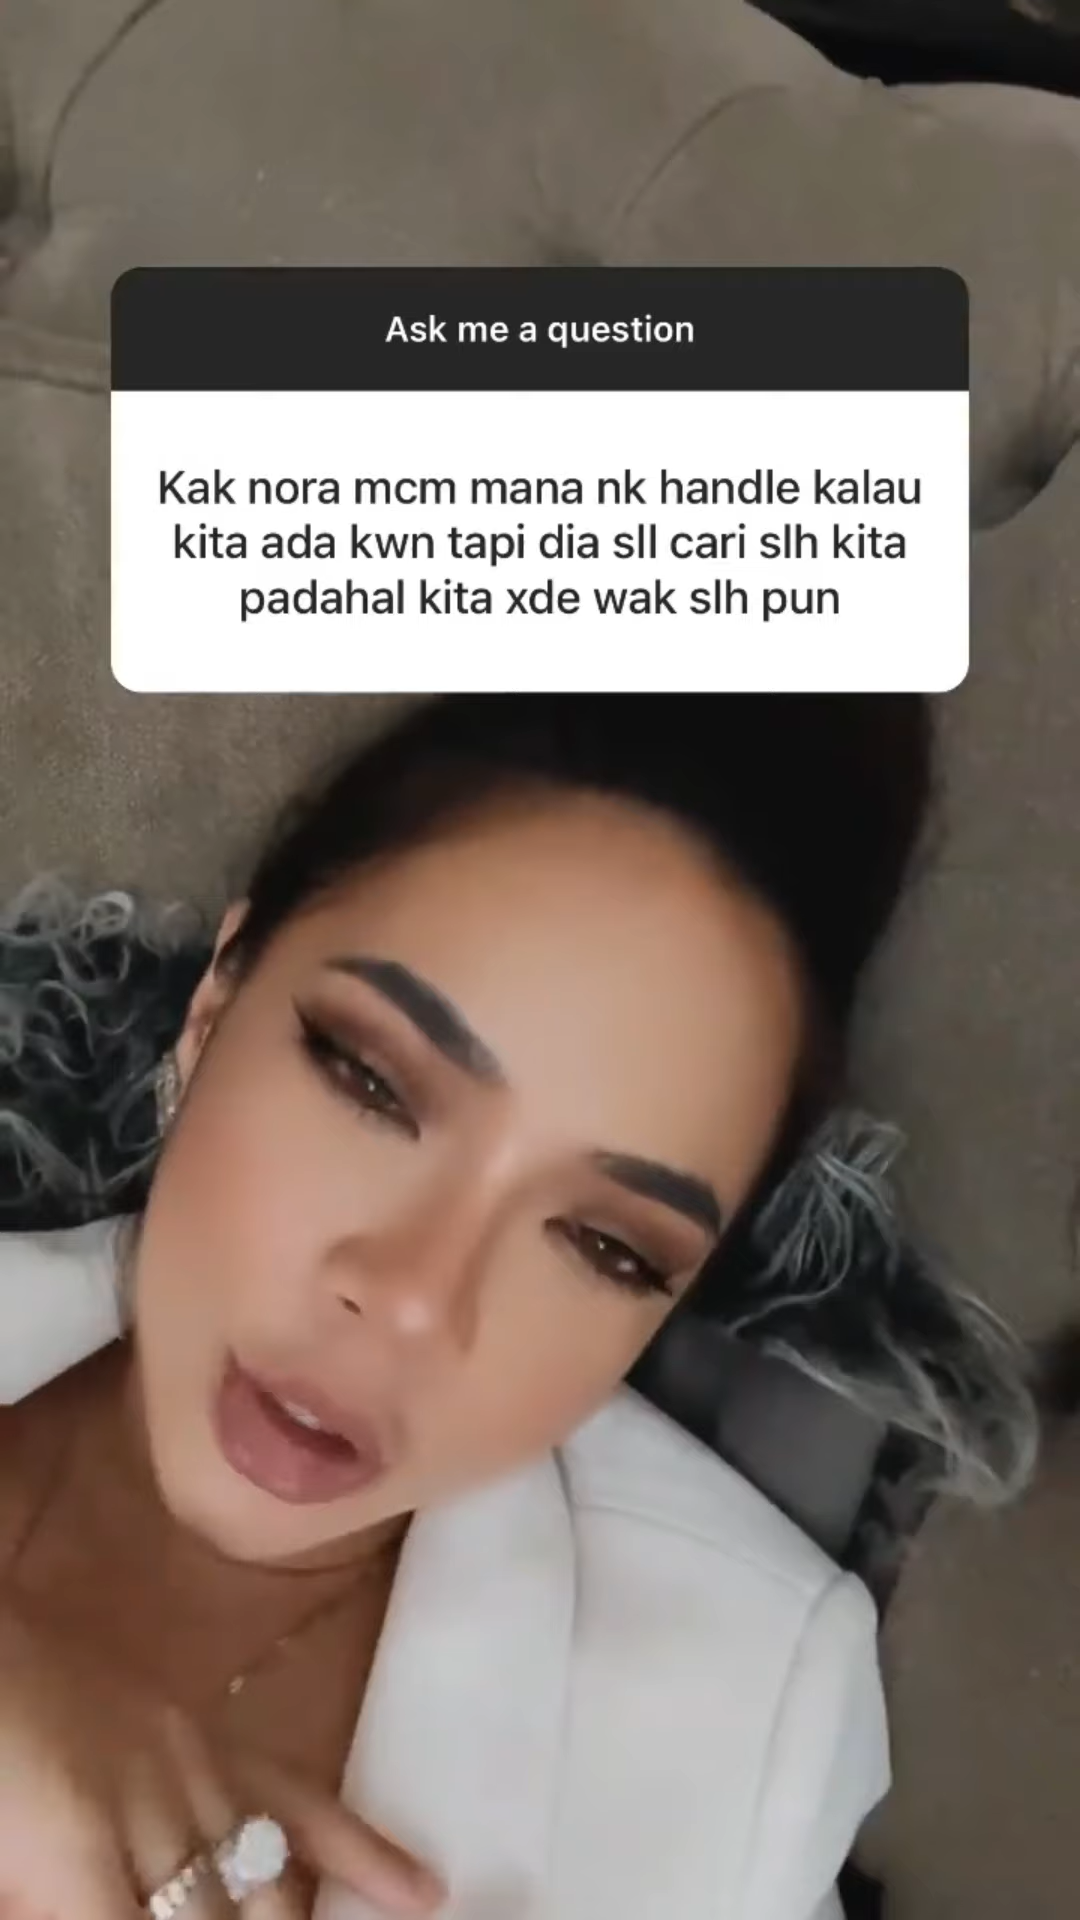 Ask me a question
Kak nora mcm mana nk handle kalau
kita ada kwn tapi dia sll cari slh kita
padahal kita xde wak slh pun